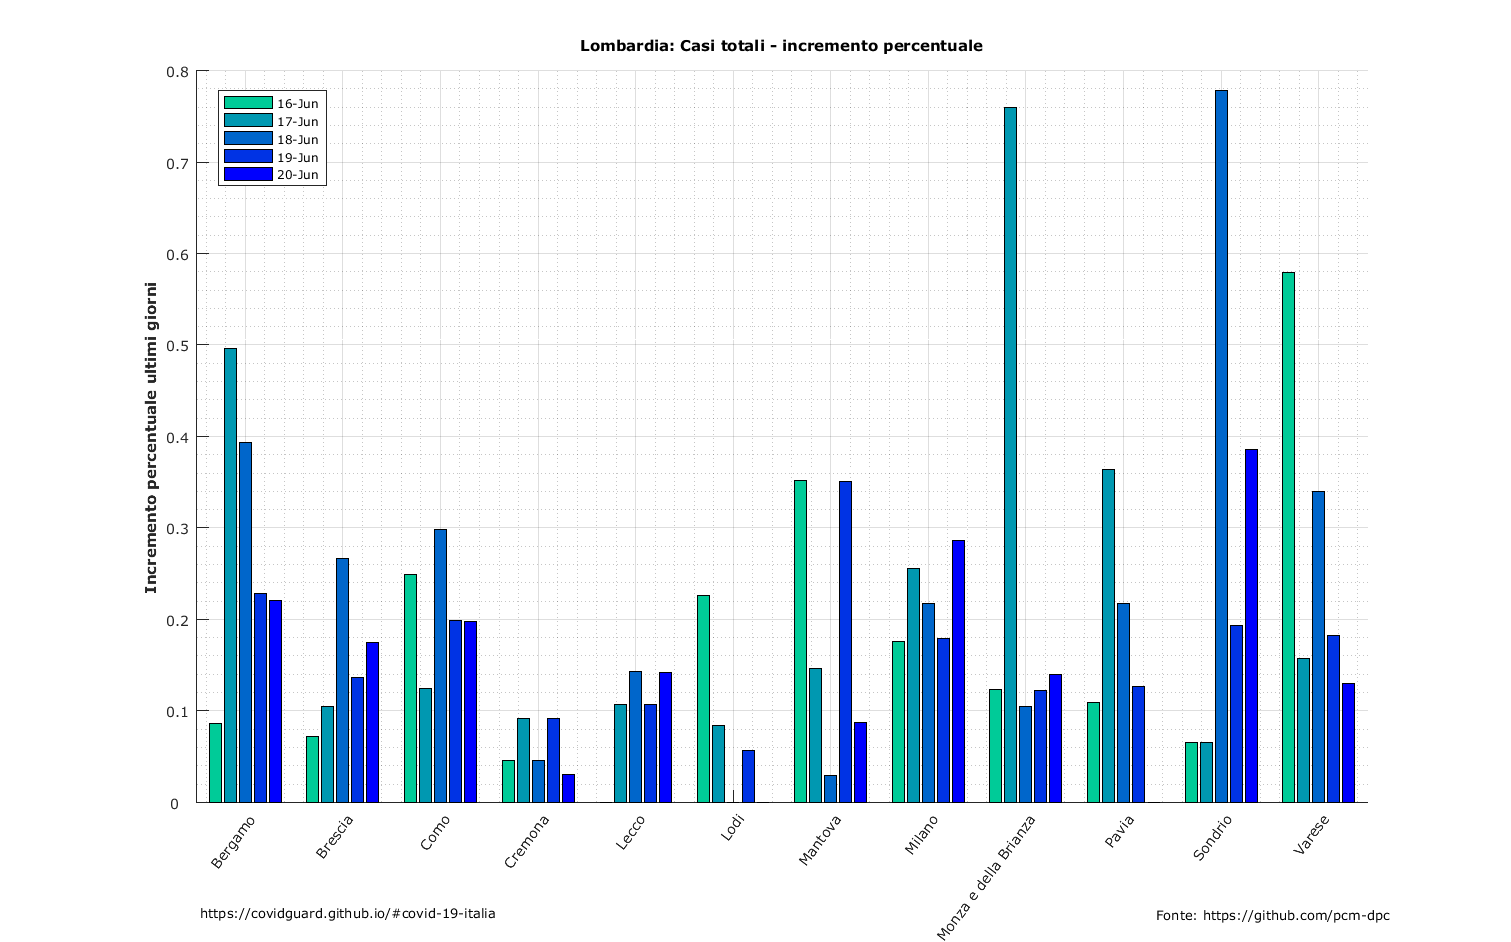 Lombardia: Casi totali - incremento percentuale
0.8
0.7
0.6
0.5
0.4
0.3
0.2
0.1
0
Incremento percentuale ultimi giorni
16-Jun
17-Jun
18-Jun
19-Jun
20-Jun
Bergamo
Brescia
Como
Cremona
Lecco
Lodi
Mantova
Milano
Monza e della Brianza
Pavia
Sondrio
Varese
https://covidguard.github.io/#covid-19-italia
Fonte: https://github.com/pcm-dpc